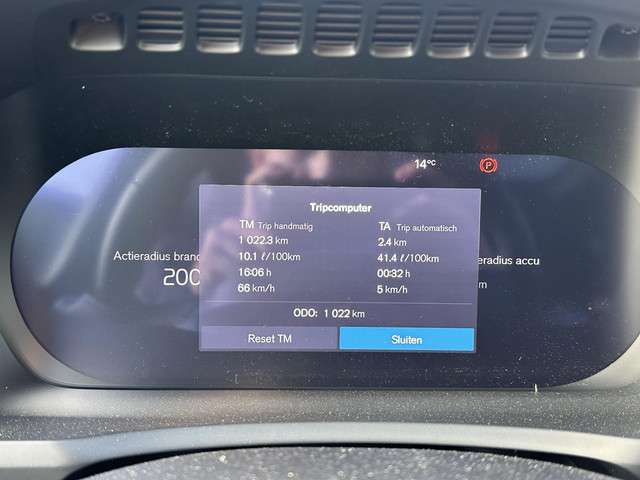 14°C
Tripcomputer
TM Trip handmatig TA Trip automatisch
1 022.3 km 2.4 km
10.1 ℓ/100km 41.4 ℓ/100km
16:06 h 00:32 h
66 km/h 5 km/h
Actieradius
accu
200
ODO: 1 022 km
Reset TM Sluiten